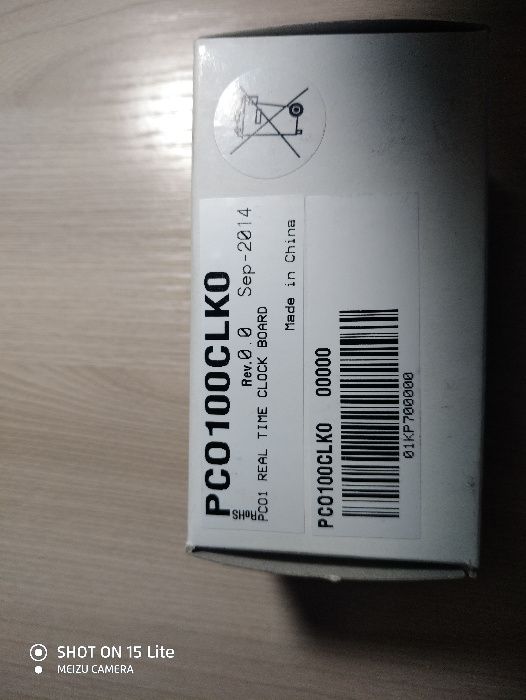 PCO100CLK0
RoHS
Rev.0.0 Sep-2014
PCO1 REAL TIME CLOCK BOARD
Made in China
PCO100CLK0 00000
01KP700000
SHOT ON 15 Lite
MEIZU CAMERA